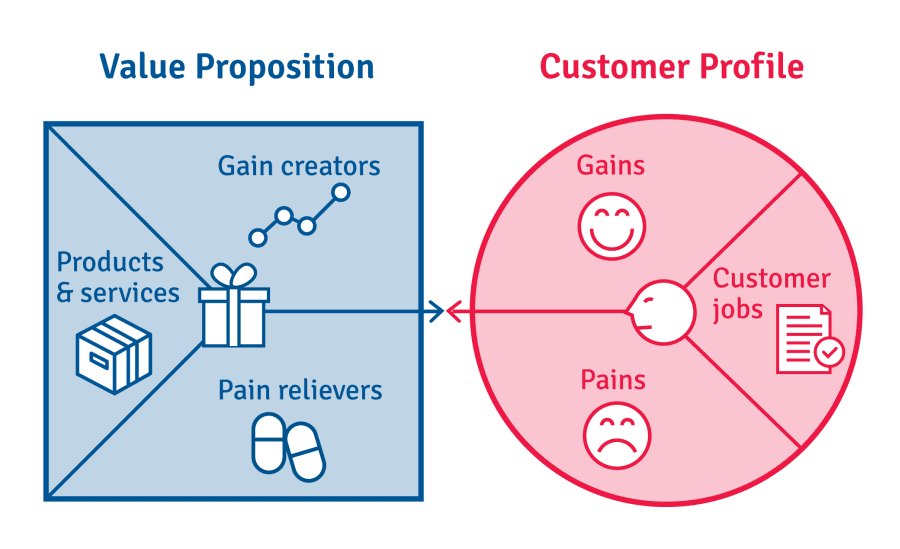 Value Proposition
Customer Profile
Gain creators
Products
& services
Pain relievers
Gains
Customer
jobs
Pains